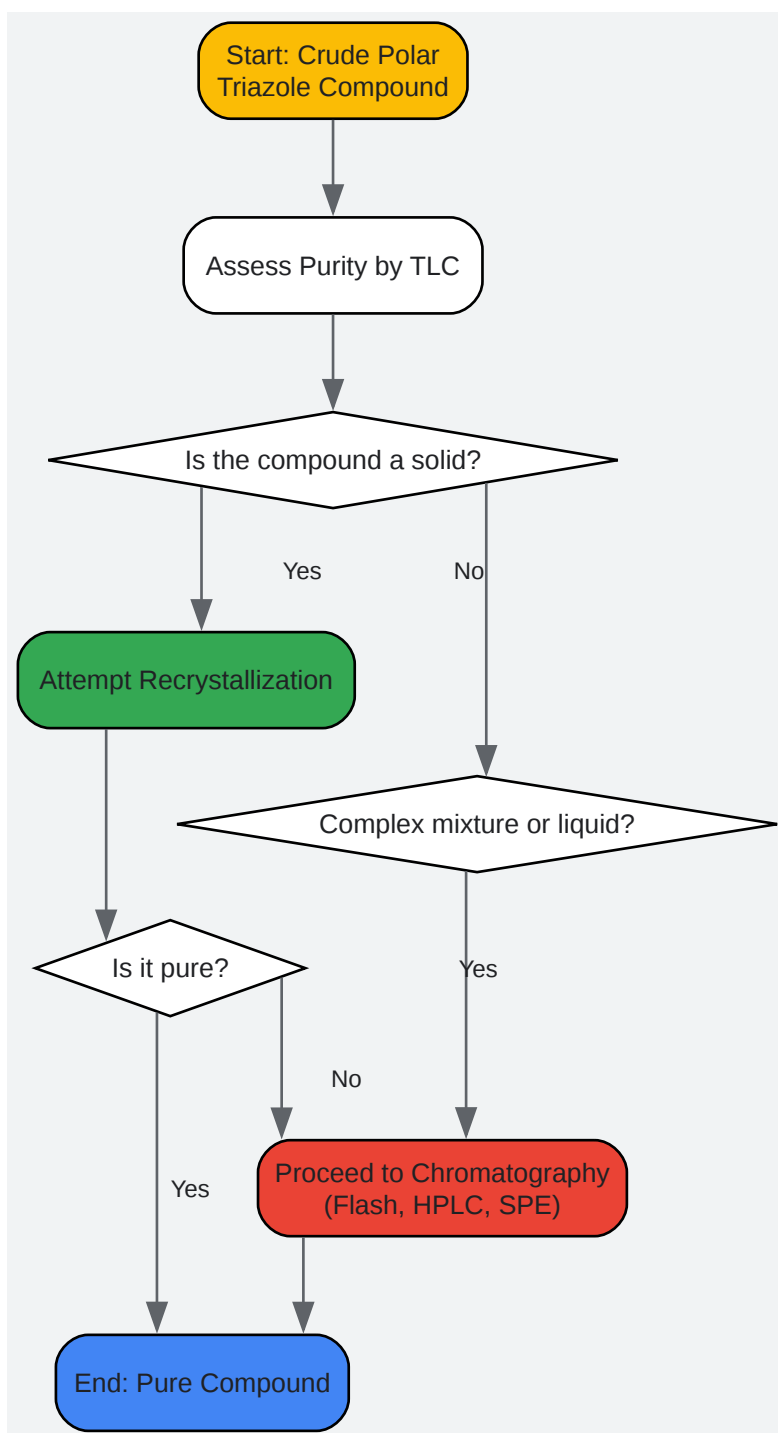 Start: Crude Polar
Triazole Compound
Assess Purity by TLC
Is the compound a solid?
Yes
No
Attempt Recrystallization
Complex mixture or liquid?
Is it pure?
Yes
No
Proceed to Chromatography
(Flash, HPLC, SPE)
Yes
End: Pure Compound